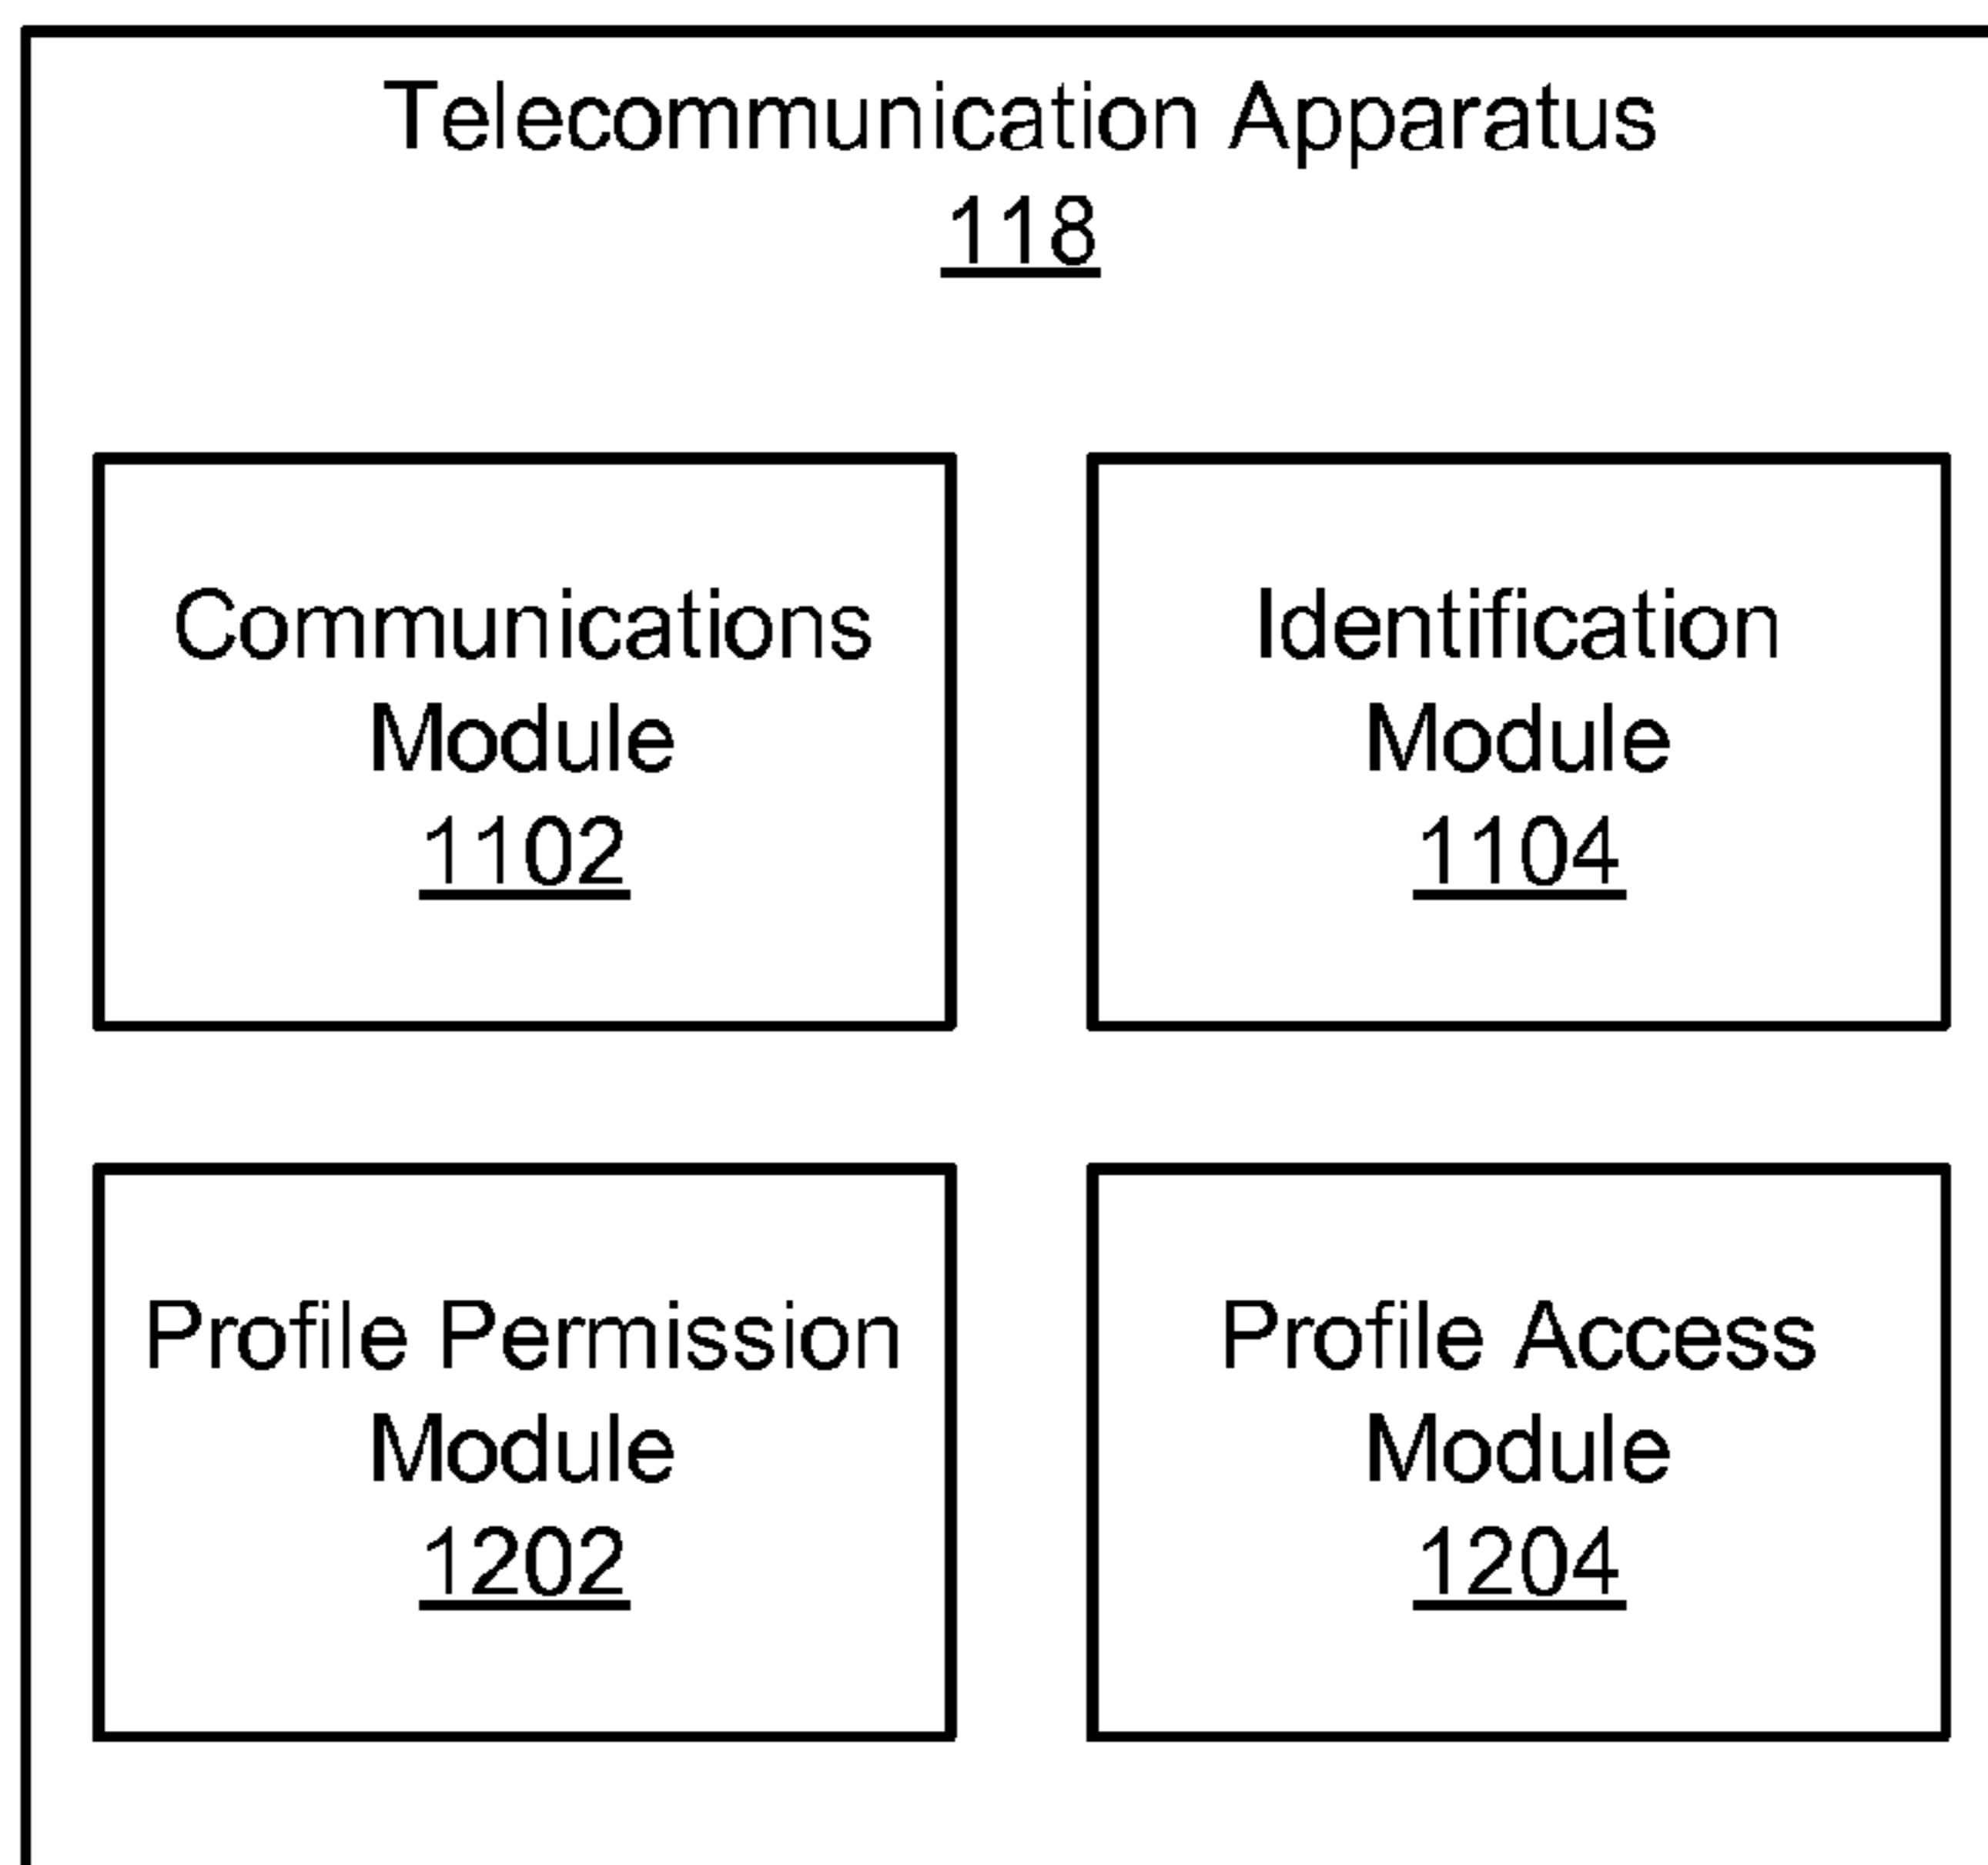 Telecommunication Apparatus
118
Communications
Module
1102
Identification
Module
1104
Profile Permission
Module
1202
Profile Access
Module
1204